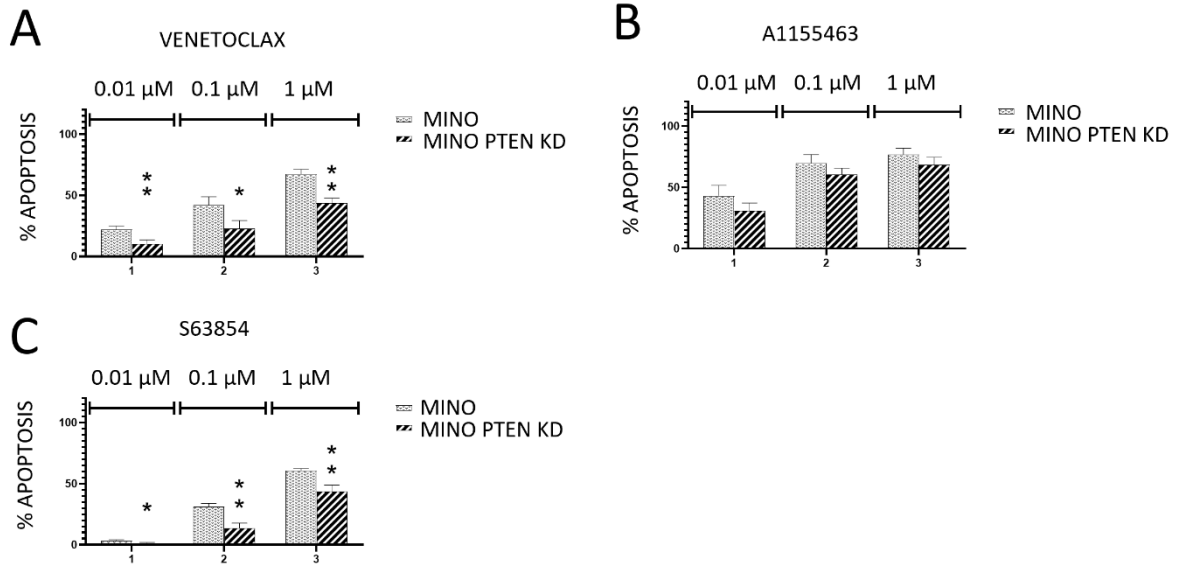 A
VENETOCLAX
0.01 µM 0.1 µM 1 µM
MINO
MINO PTEN KD
% APOPTOSIS
100
50
0
* *
*
* *
1 2 3
B
A1155463
0.01 µM 0.1 µM 1 µM
MINO
MINO PTEN KD
% APOPTOSIS
100
50
0
1 2 3
C
S63854
0.01 µM 0.1 µM 1 µM
MINO
MINO PTEN KD
% APOPTOSIS
100
50
0
*
* *
* *
1 2 3